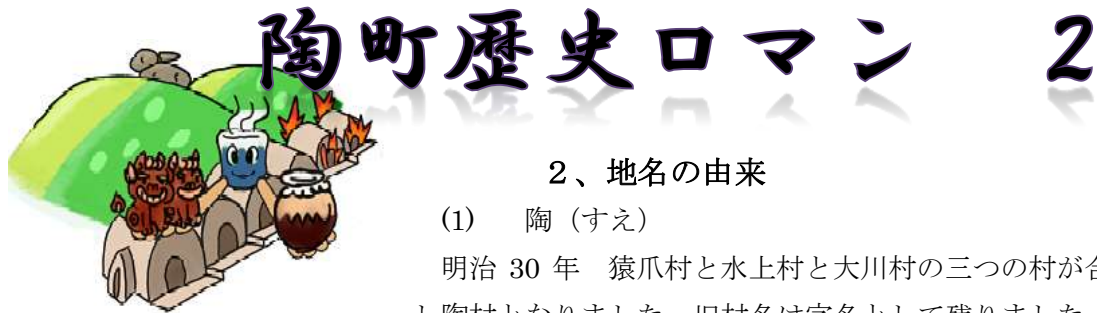 陶町歴史ロマン 2
2、地名の由来
(1) 陶（すえ）
明治 30 年 猿爪村と水上村と大川村の三つの村が合
し陶村となりました。旧村名は字名として残りました。